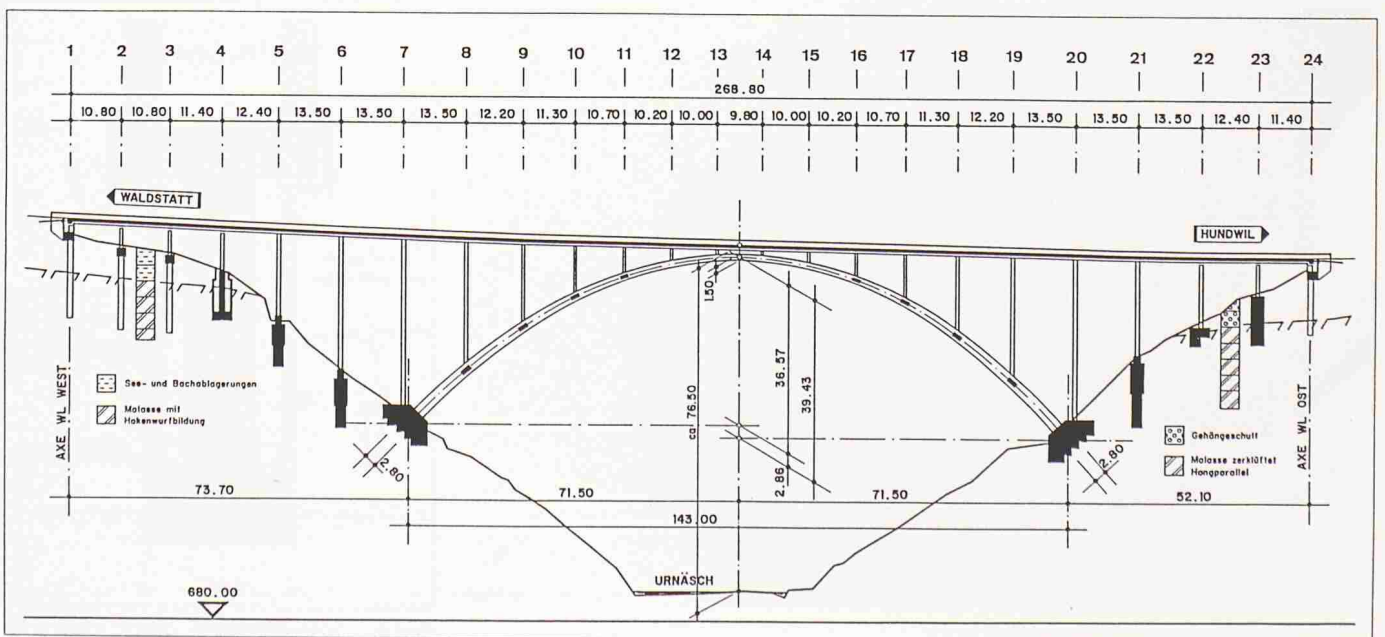 1 2 3 4 5 6 7 8 9 10 11 12 13 14 15 16 17 18 19 20 21 22 23 24
268.80
10.80 10.80 11.40 12.40 13.50 13.50 13.50 12.20 11.30 10.70 10.20 10.00 9.80 10.00 10.20 10.70 11.30 12.20 13.50 13.50 13.50 12.40 11.40
WALDSTATT
HUNDWIL
1.50
36.57
39.43
ca. 76.50
2.86
AXE WL WEST
See- und Bachablagerungen
Molasse mit
Hakenwurfbildung
AXE WL OST
Gehängeschutt
Molasse zerklüftet
Hangparallel
2.80
2.80
73.70
71.50
71.50
52.10
143.00
URNÄSCH
680.00